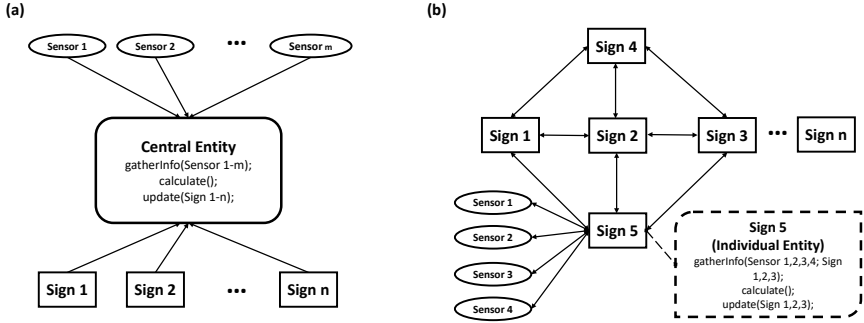 (a)
Sensor 1
Sensor 2
...
Sensor m
Central Entity
gatherInfo(Sensor 1-m);
calculate();
update(Sign 1-n);
Sign 1
Sign 2
...
Sign n
(b)
Sign 4
Sign 1
Sign 2
Sign 3
...
Sign n
Sensor 1
Sensor 2
Sensor 3
Sensor 4
Sign 5
Sign 5
(Individual Entity)
gatherInfo(Sensor 1,2,3,4; Sign
1,2,3);
calculate();
update(Sign 1,2,3);